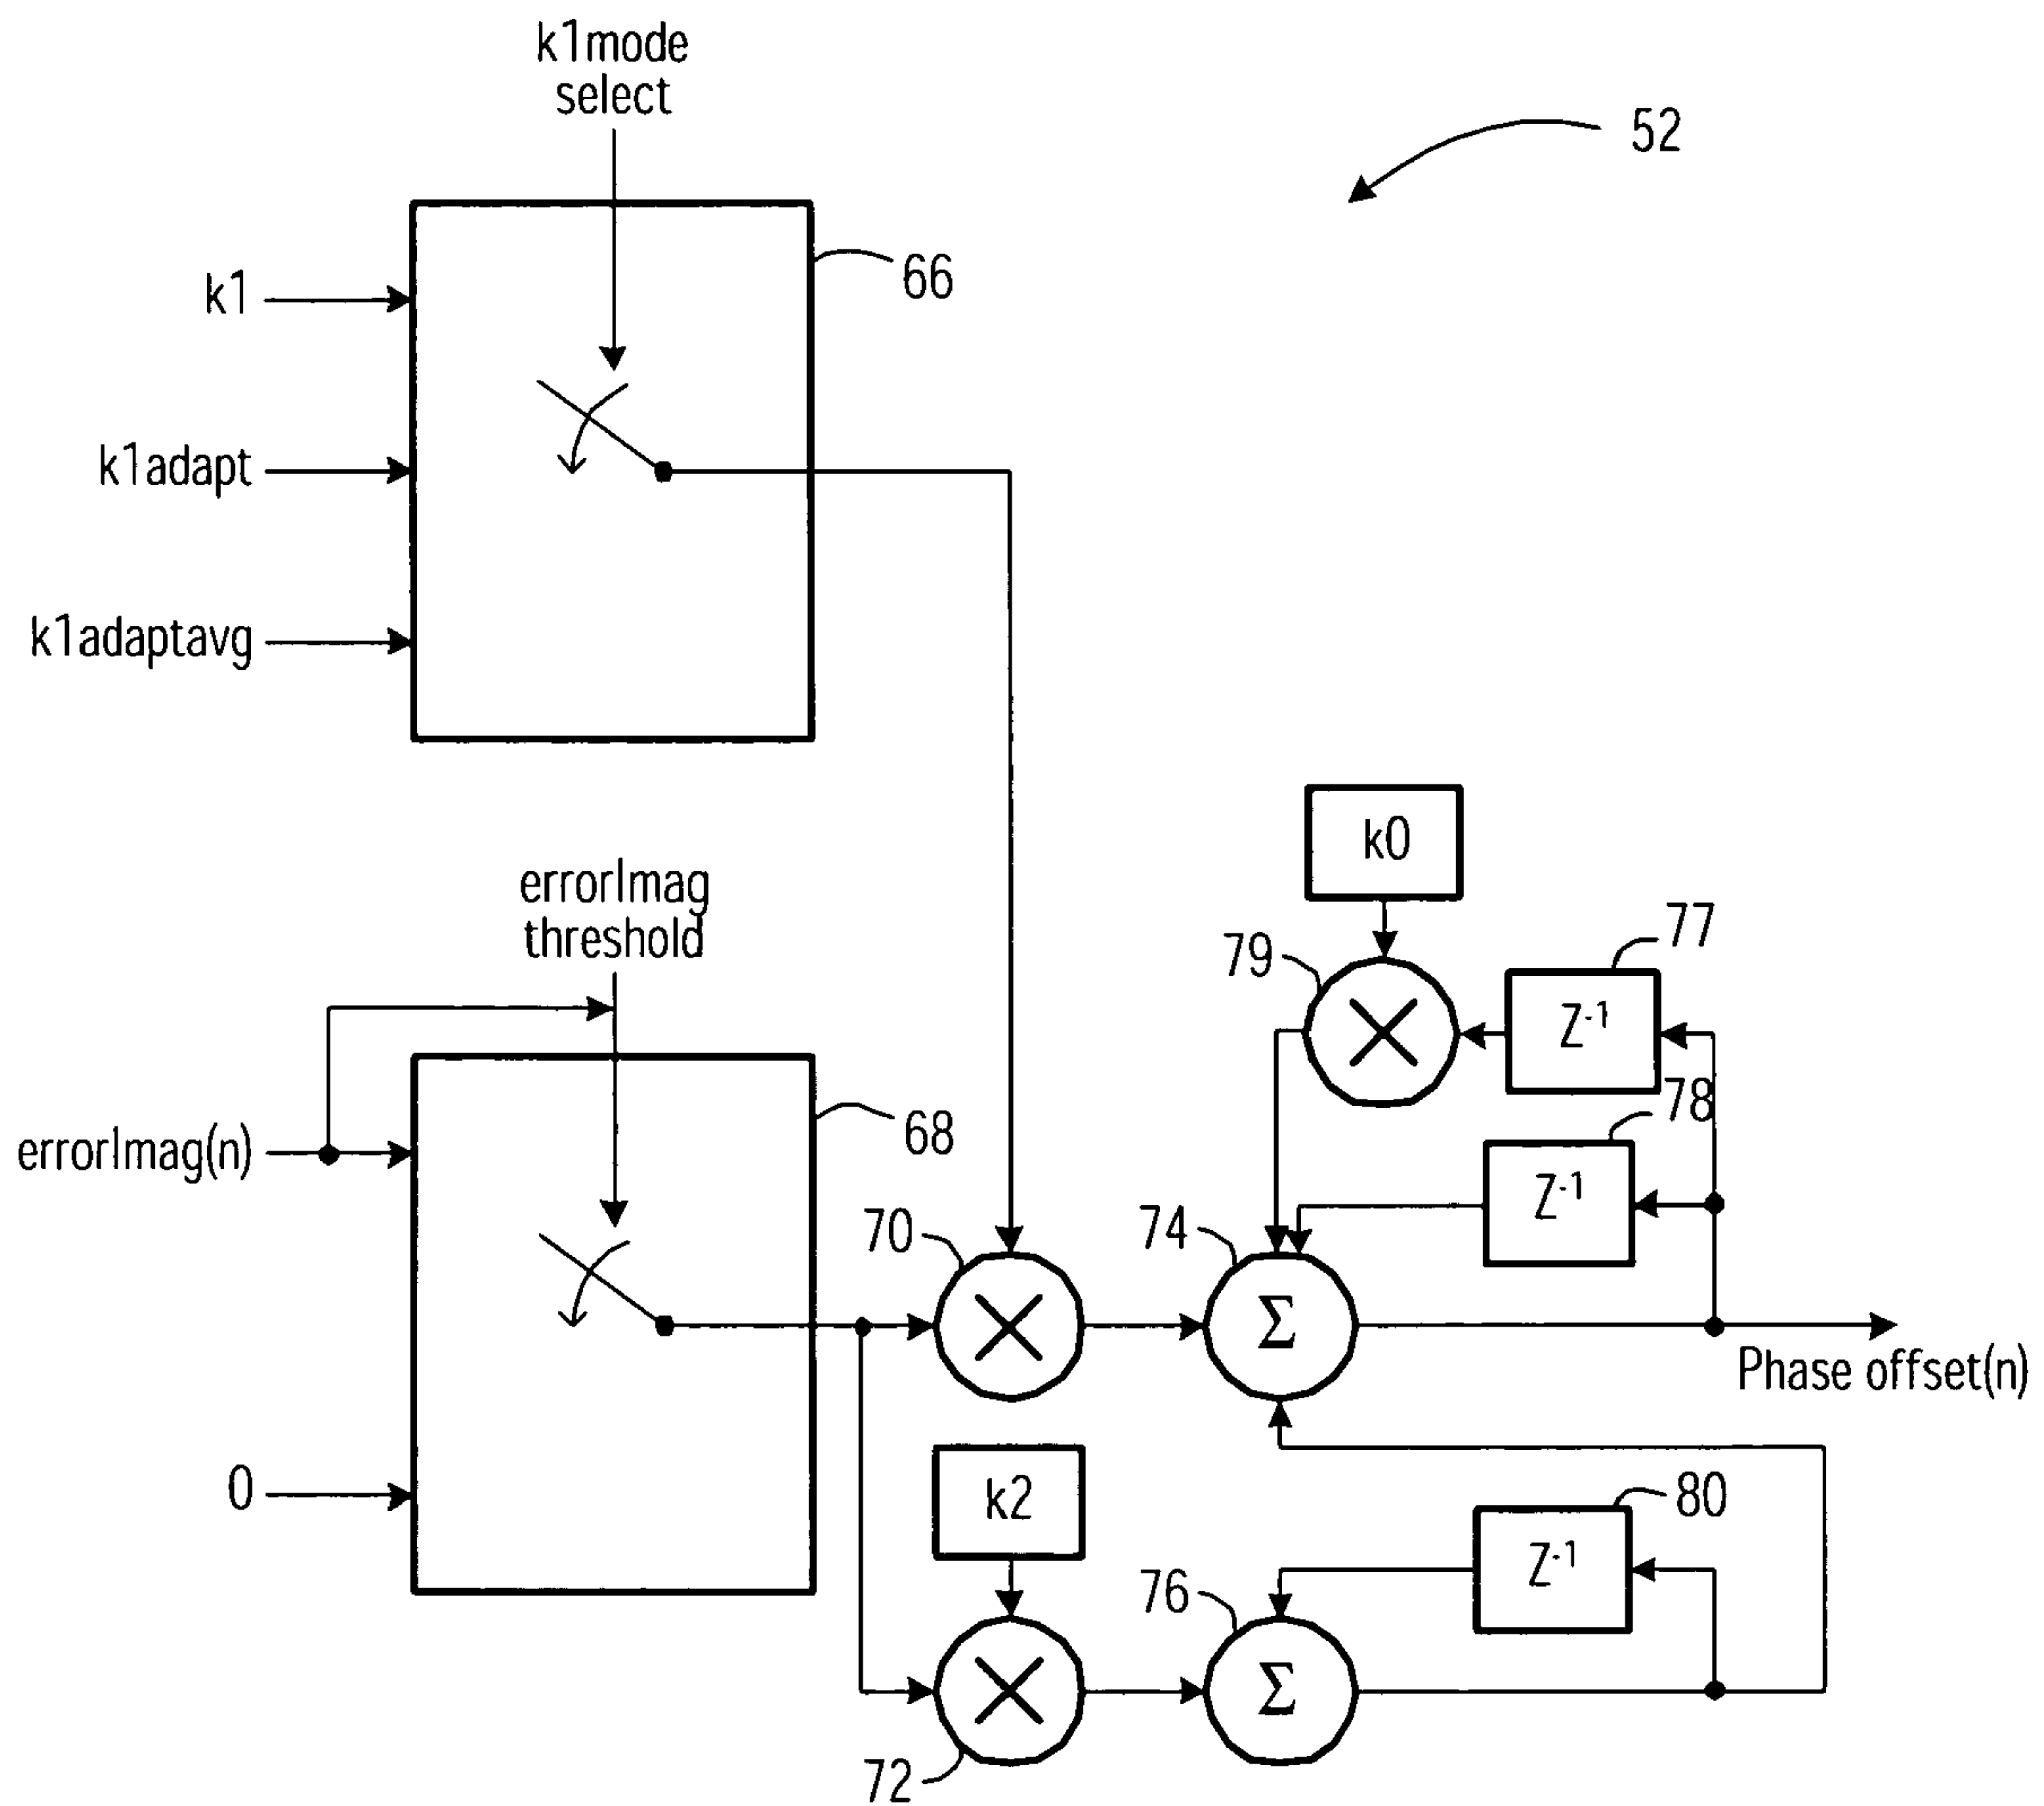 k1mode
select
52
66
k1
k1adapt
k1adaptavg
k0
errorImag
threshold
77
79
Z-1
78
68
errorImag(n)
Z-1
70
74
Σ
Phase offset(n)
k2
80
0
Z-1
76
Σ
72